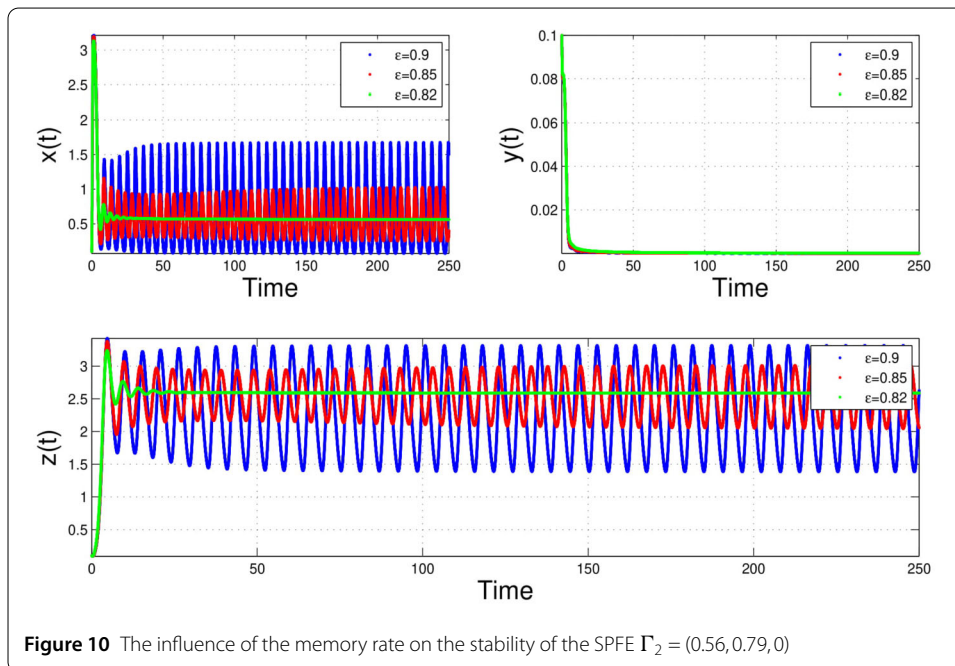 3
2.5
2
1.5
1
0.5
x(t)
0
50
100
150
200
250
Time
ε=0.9
ε=0.85
ε=0.82
0.1
0.08
0.06
0.04
0.02
y(t)
0
50
100
150
200
250
Time
ε=0.9
ε=0.85
ε=0.82
3
2.5
2
1.5
1
0.5
z(t)
0
50
100
150
200
250
Time
ε=0.9
ε=0.85
ε=0.82
Figure 10 The influence of the memory rate on the stability of the SPFE Γ₂ = (0.56, 0.79, 0)